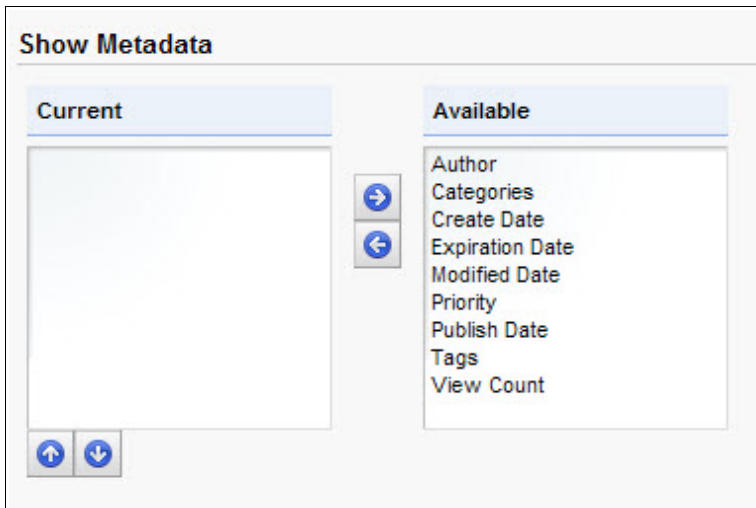 Show Metadata
Current
Available
Author
Categories
Create Date
Expiration Date
Modified Date
Priority
Publish Date
Tags
View Count